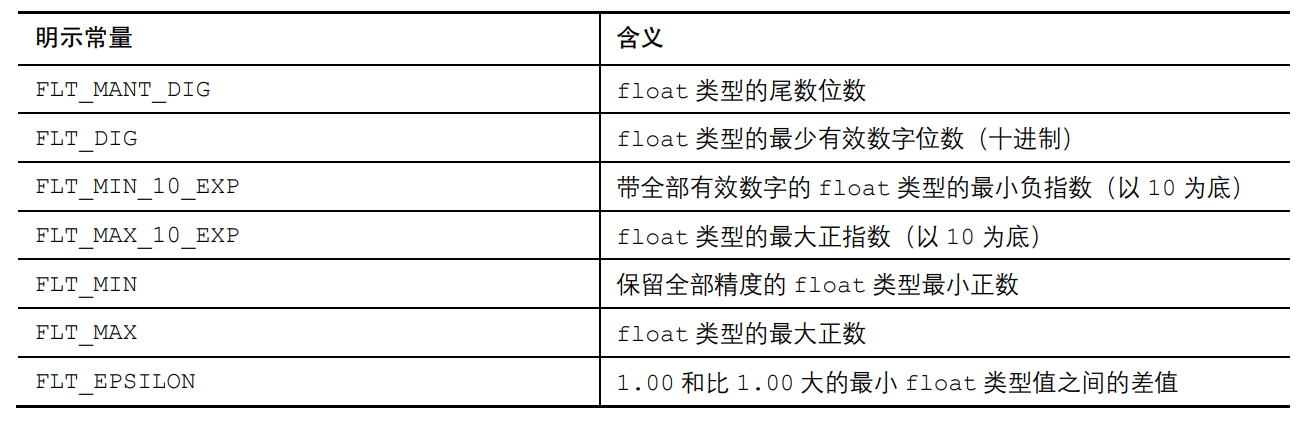 明示常量 含义
FLT_MANT_DIG float 类型的尾数位数
FLT_DIG float 类型的最少有效数字位数（十进制）
FLT_MIN_10_EXP 带全部有效数字的 float 类型的最小负指数（以 10 为底）
FLT_MAX_10_EXP float 类型的最大正指数（以 10 为底）
FLT_MIN 保留全部精度的 float 类型最小正数
FLT_MAX float 类型的最大正数
FLT_EPSILON 1.00 和比 1.00 大的最小 float 类型值之间的差值